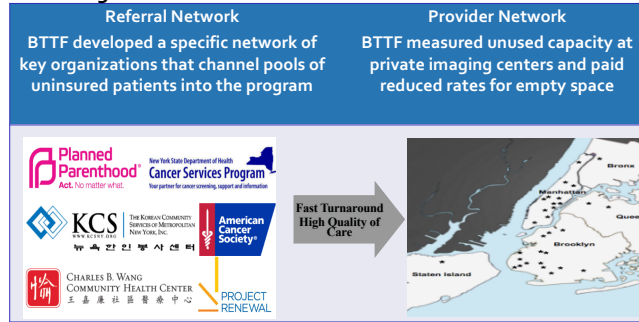 Referral Network
BTTF developed a specific network of
key organizations that channel pools of
uninsured patients into the program
Provider Network
BTTF measured unused capacity at
private imaging centers and paid
reduced rates for empty space
Planned
Parenthood®
Act. No matter what.
New York State Department of Health
Cancer Services Program
Your partner for cancer screening, support and information
KCS
WWW.KCSNY.ORG
THE KOREAN COMMUNITY
SERVICES OF METROPOLITAN
NEW YORK, INC.
뉴욕한인봉사센터
American
Cancer
Society®
CHARLES B. WANG
COMMUNITY HEALTH CENTER
王嘉廉社區醫療中心
PROJECT
RENEWAL
Fast Turnaround
High Quality of
Care
Bronx
Manhattan
Quee
Brooklyn
Staten Island